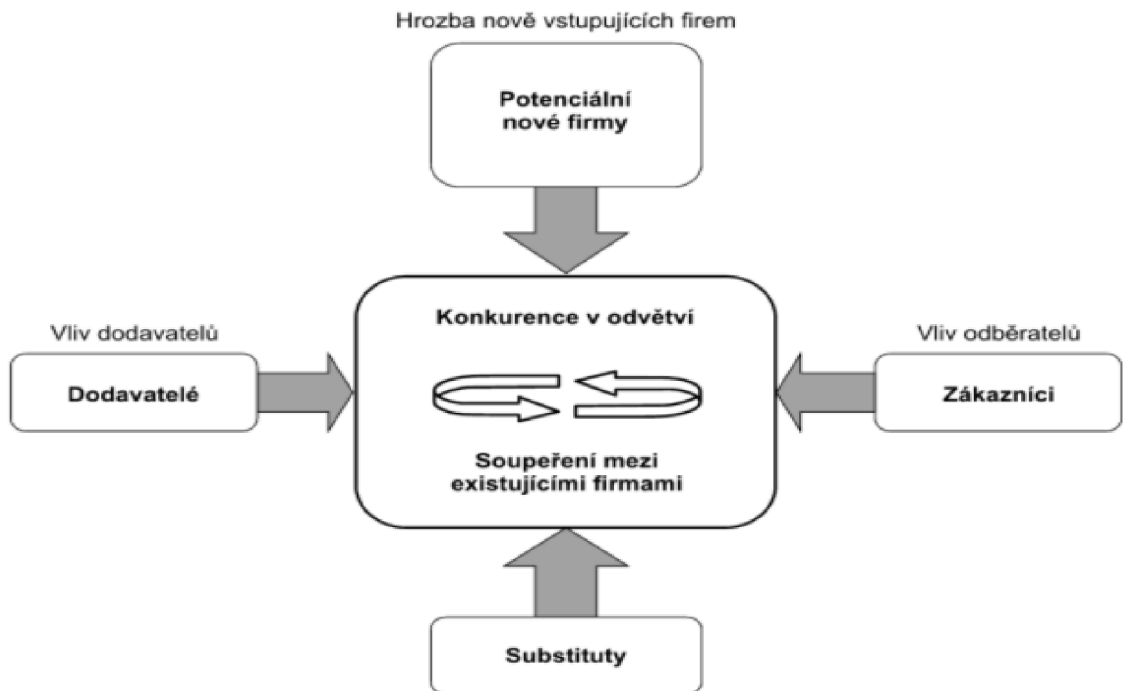 Hrozba nově vstupujících firem
Potenciální
nové firmy
Konkurence v odvětví
Vliv dodavatelů
Dodavatelé
Vliv odběratelů
Zákazníci
Soupeření mezi
existujícími firmami
Substituty